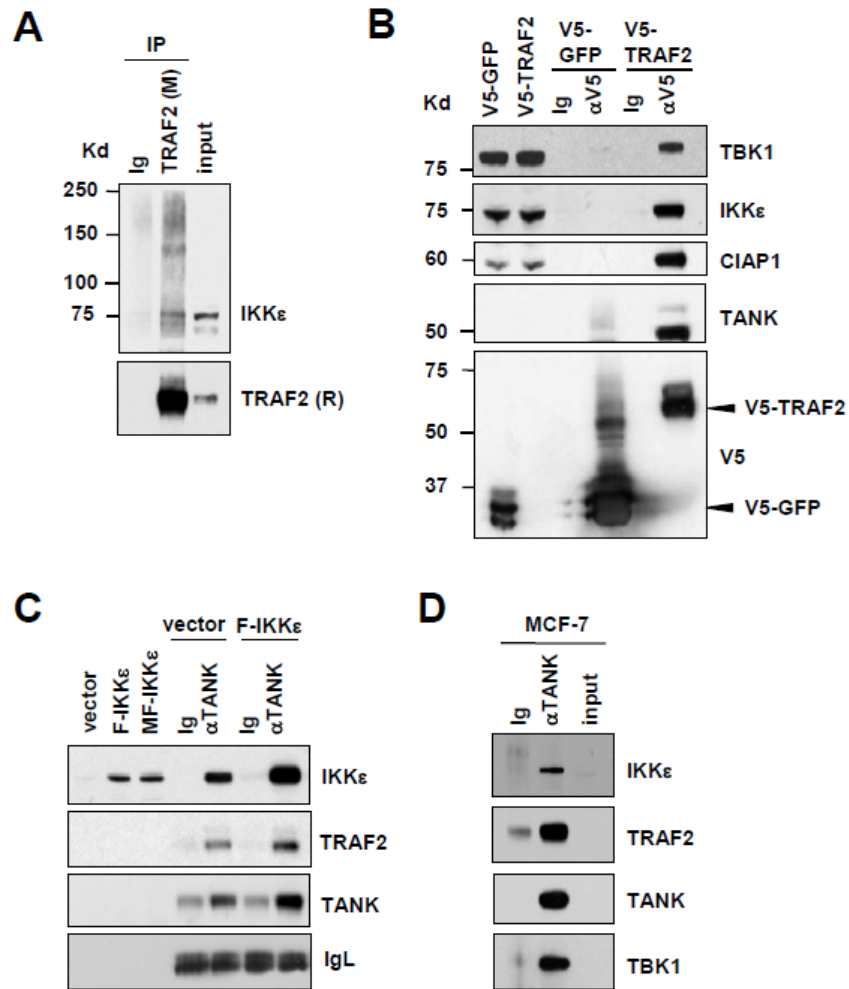 A
IP
Ig
TRAF2 (M)
input
Kd
250
150
100
75
IKKε
TRAF2 (R)
B
V5-GFP
V5-TRAF2
V5-
GFP
V5-
TRAF2
Ig
αV5
Ig
αV5
Kd
75
TBK1
75
IKKε
60
CIAP1
50
TANK
75
V5-TRAF2
50
V5
37
V5-GFP
C
vector
F-IKKε
vector
F-IKKε
MF-IKKε
Ig
αTANK
Ig
αTANK
IKKε
TRAF2
TANK
IgL
D
MCF-7
Ig
αTANK
input
IKKε
TRAF2
TANK
TBK1